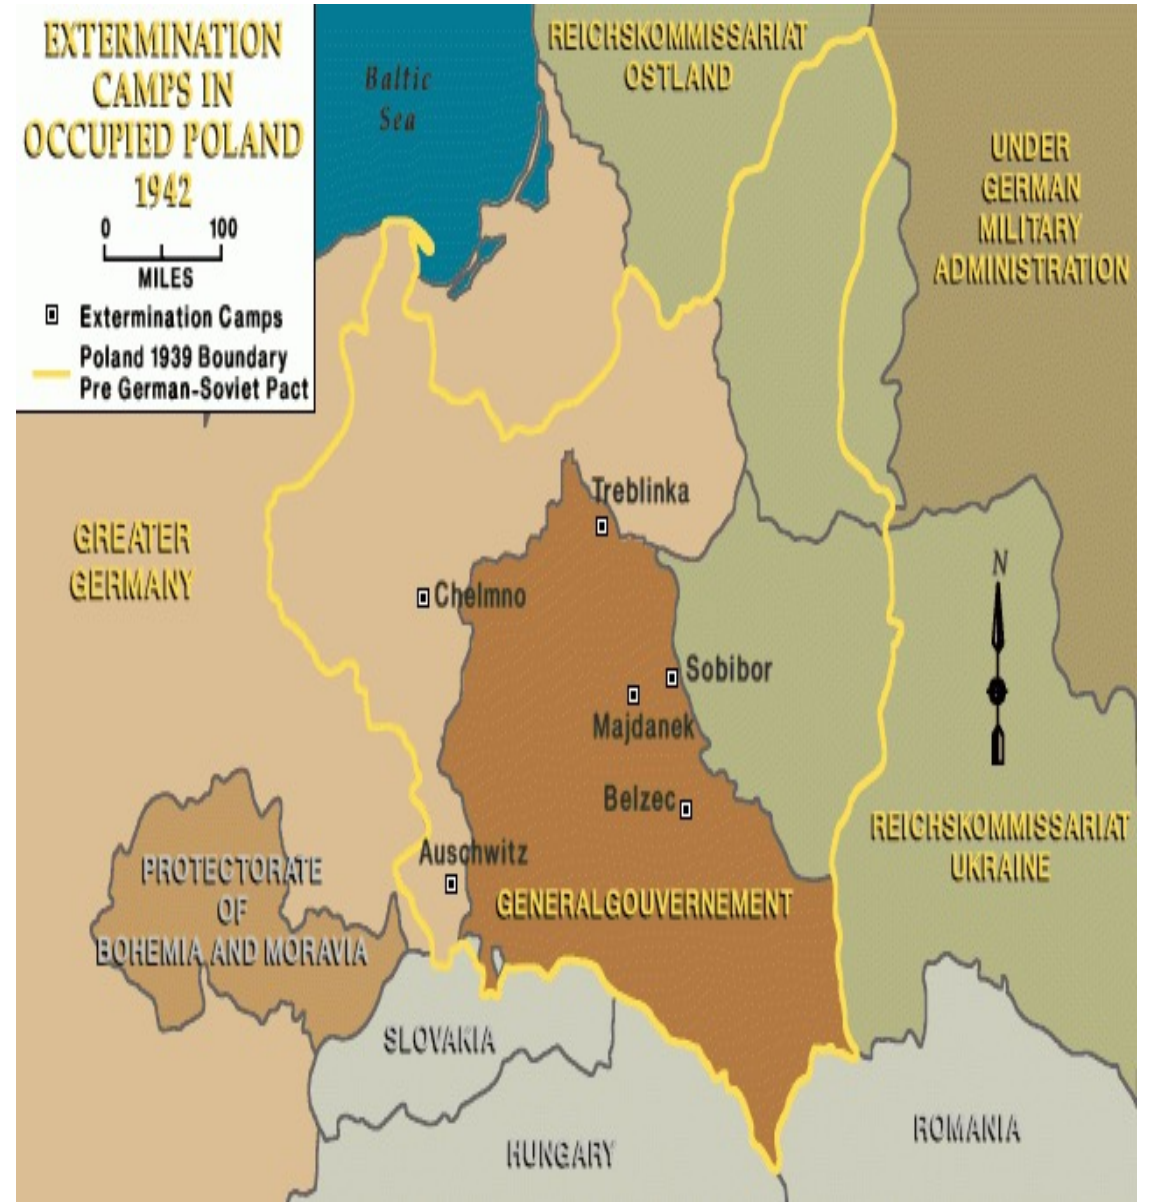 EXTERMINATION
CAMPS IN
OCCUPIED POLAND
1942
0 100
MILES
Extermination Camps
Poland 1939 Boundary
Pre German-Soviet Pact
Baltic
Sea
REICHSKOMMISSARIAT
OSTLAND
UNDER
GERMAN
MILITARY
ADMINISTRATION
GREATER
GERMANY
Treblinka
Chelmno
Sobibor
Majdanek
Belzec
Auschwitz
GENERALGOUVERNEMENT
N
REICHSKOMMISSARIAT
UKRAINE
PROTECTORATE
OF
BOHEMIA AND MORAVIA
SLOVAKIA
HUNGARY
ROMANIA